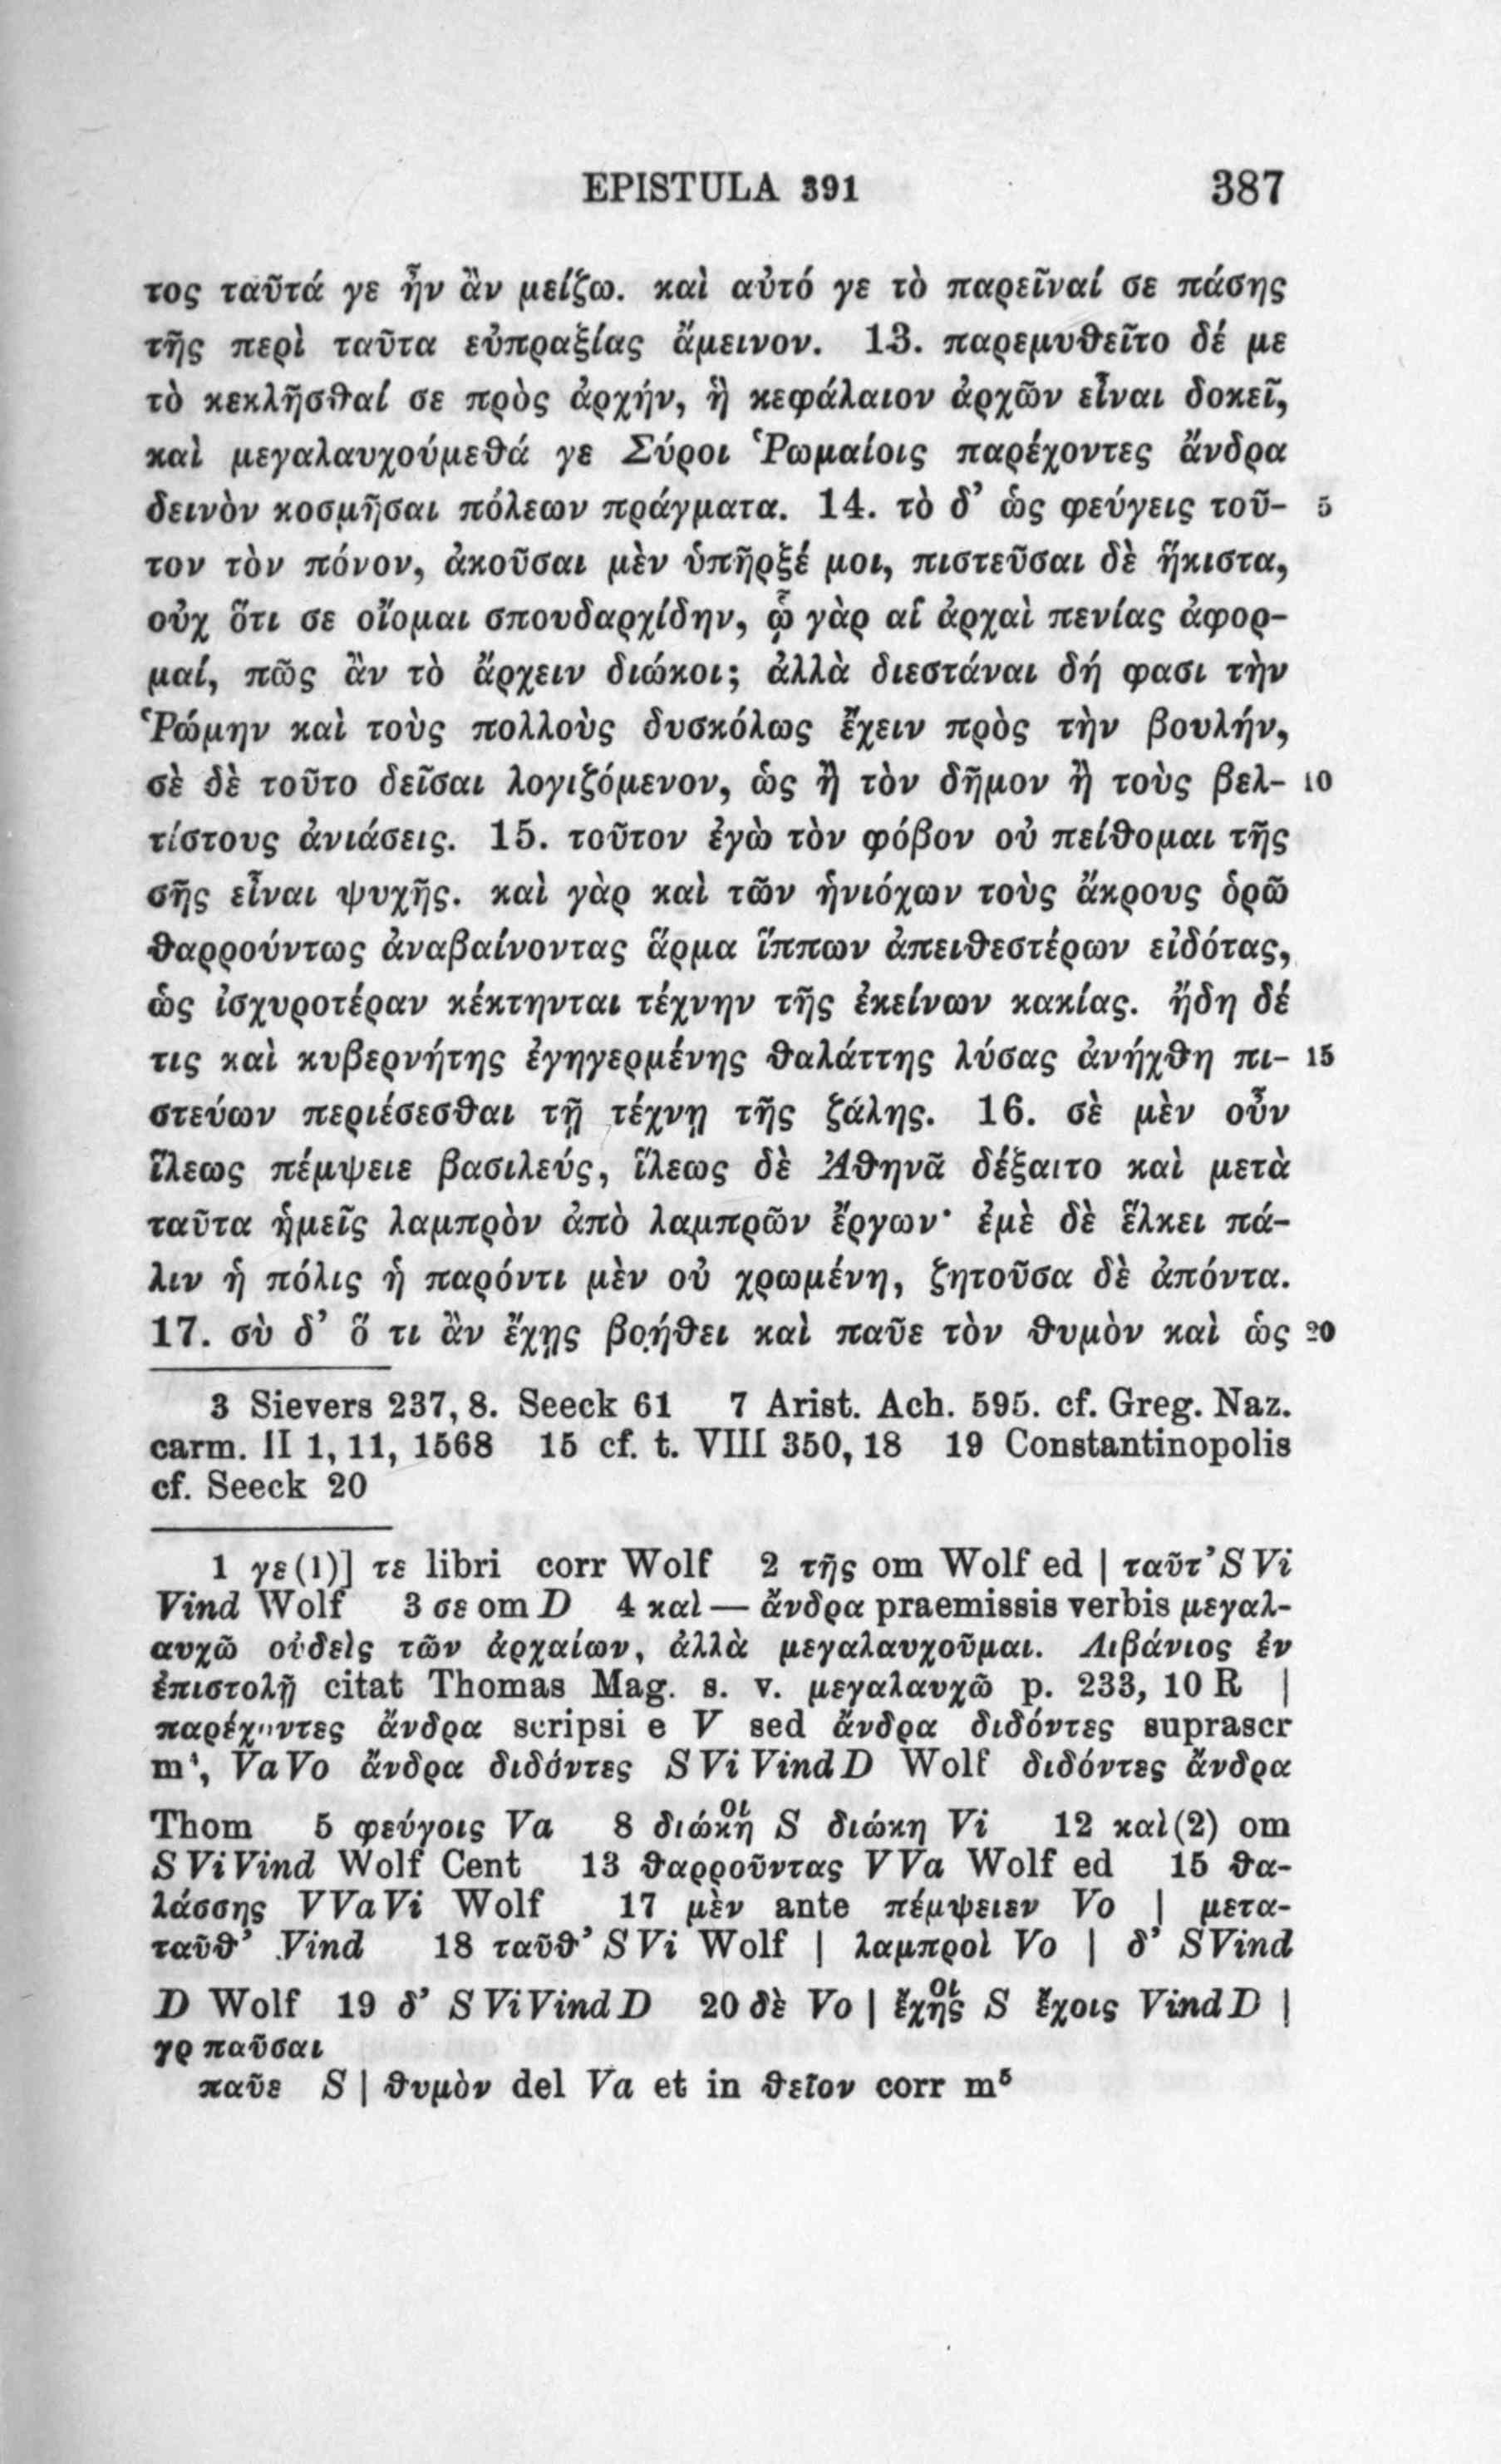 EPISTULA 391 387
τος ταῦτά γε ἦν ἂν μείζω. καὶ αὐτό γε τὸ παρεῖναί σε πάσης
τῆς περὶ ταῦτα εὐπραξίας ἄμεινον. 13. παρεμυθεῖτο δέ με
τὸ κεκλῆσθαί σε πρὸς ἀρχήν, ἣ κεφάλαιον ἀρχῶν εἶναι δοκεῖ,
καὶ μεγαλαυχούμεθά γε Σύροι Ῥωμαίοις παρέχοντες ἄνδρα
δεινὸν κοσμῆσαι πόλεων πράγματα. 14. τὸ δ’ ὡς φεύγεις τοῦ- 5
τον τὸν πόνον, ἀκοῦσαι μὲν ὑπῆρξέ μοι, πιστεῦσαι δὲ ἥκιστα,
οὐχ ὅτι σε οἴομαι σπουδαρχίδην, ᾧ γὰρ αἱ ἀρχαὶ πενίας ἀφορ-
μαί, πῶς ἂν τὸ ἄρχειν διώκοι; ἀλλὰ διεστάναι δή φασι τὴν
Ῥώμην καὶ τοὺς πολλοὺς δυσκόλως ἔχειν πρὸς τὴν βουλήν,
σὲ δὲ τοῦτο δεῖσαι λογιζόμενον, ὡς ἢ τὸν δῆμον ἢ τοὺς βελ- 10
τίστους ἀνιάσεις. 15. τοῦτον ἐγὼ τὸν φόβον οὐ πείθομαι τῆς
σῆς εἶναι ψυχῆς. καὶ γὰρ καὶ τῶν ἡνιόχων τοὺς ἄκρους ὁρῶ
θαρρούντως ἀναβαίνοντας ἅρμα ἵππων ἀπειθεστέρων εἰδότας,
ὡς ἰσχυροτέραν κέκτηνται τέχνην τῆς ἐκείνων κακίας. ἤδη δέ
τις καὶ κυβερνήτης ἐγηγερμένης θαλάττης λύσας ἀνήχθη πι- 15
στεύων περιέσεσθαι τῇ τέχνῃ τῆς ζάλης. 16. σὲ μὲν οὖν
ἵλεως πέμψειε βασιλεύς, ἵλεως δὲ Ἀθηνᾶ δέξαιτο καὶ μετὰ
ταῦτα ἡμεῖς λαμπρὸν ἀπὸ λαμπρῶν ἔργων· ἐμὲ δὲ ἕλκει πά-
λιν ἡ πόλις ἡ παρόντι μὲν οὐ χρωμένη, ζητοῦσα δὲ ἀπόντα.
17. σὺ δ’ ὅ τι ἂν ἔχῃς βοήθει καὶ παῦε τὸν θυμὸν καὶ ὡς 20
3 Sievers 237, 8. Seeck 61 7 Arist. Ach. 595. cf. Greg. Naz.
carm. II 1, 11, 1568 15 cf. t. VIII 350, 18 19 Constantinopolis
cf. Seeck 20
1 γε(1)] τε libri corr Wolf 2 τῆς om Wolf ed | ταῦτ’ S Vi
Vind Wolf 3 σε om D 4 καὶ — ἄνδρα praemissis verbis μεγαλ-
αυχῶ οὐδεὶς τῶν ἀρχαίων, ἀλλὰ μεγαλαυχοῦμαι. Λιβάνιος ἐν
ἐπιστολῇ citat Thomas Mag. s. v. μεγαλαυχῶ p. 233, 10 R |
παρέχοντες ἄνδρα scripsi e V sed ἄνδρα διδόντες suprascr
m⁴, Va Vo ἄνδρα διδόντες S Vi Vind D Wolf διδόντες ἄνδρα
Thom 5 φεύγοις Va 8 διώκηοι S διώκη Vi 12 καὶ(2) om
S Vi Vind Wolf Cent 13 θαρροῦντας V Va Wolf ed 15 θα-
λάσσης V Va Vi Wolf 17 μὲν ante πέμψειεν Vo | μετα-
ταῦθ’ Vind 18 ταῦθ’ S Vi Wolf | λαμπροὶ Vo | δ’ S Vind
D Wolf 19 δ’ S Vi Vind D 20 δὲ Vo | ἔχηοις S ἔχοις Vind D |
γρ παῦσαι
παῦε S | θυμὸν del Va et in θεῖον corr m⁵